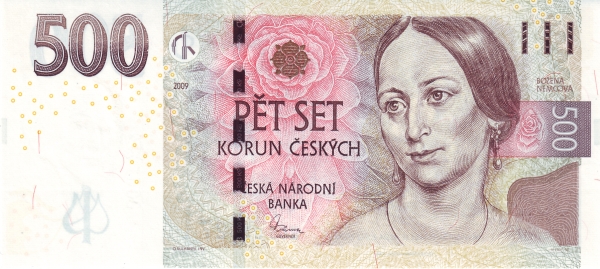 500
2009
BOŽENA
NĚMCOVÁ
PĚT SET
KORUN ČESKÝCH
500
ČESKÁ NÁRODNÍ
BANKA